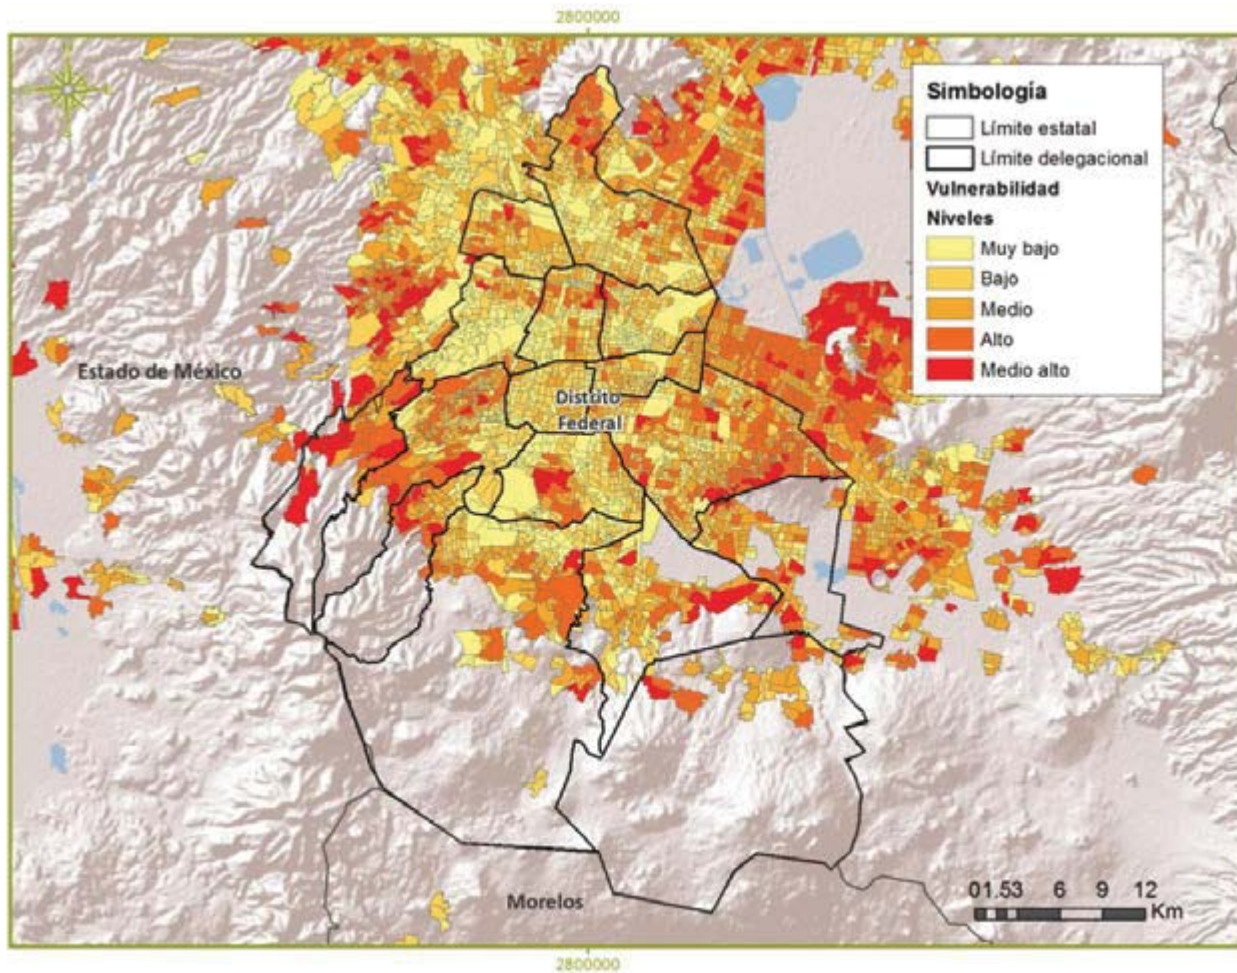 2800000
Simbología
Límite estatal
Límite delegacional
Vulnerabilidad
Niveles
Muy bajo
Bajo
Medio
Alto
Medio alto
Estado de México
Distrito
Federal
Morelos
01.53 6 9 12
Km
2800000